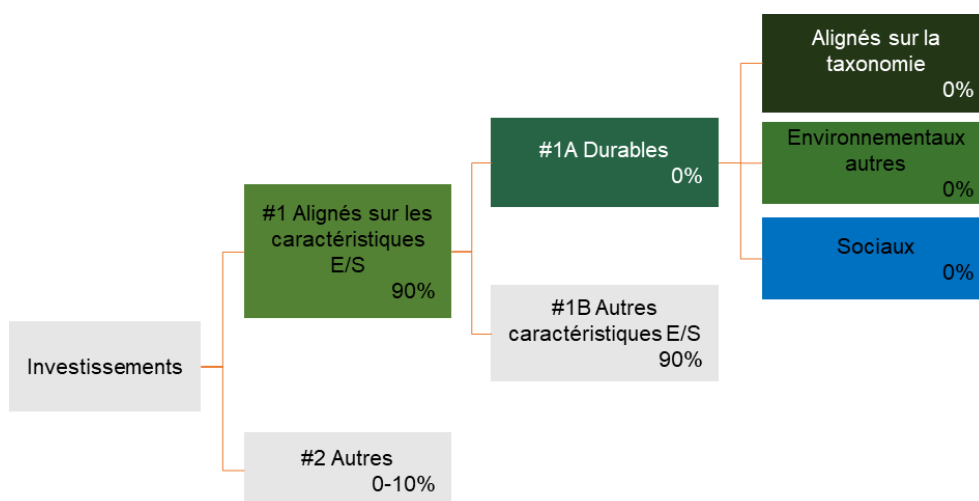 Alignés sur la
taxonomie
0%
#1A Durables
0%
Environnementaux
autres
0%
#1 Alignés sur les
caractéristiques
E/S
90%
Sociaux
0%
#1B Autres
caractéristiques E/S
90%
Investissements
#2 Autres
0-10%